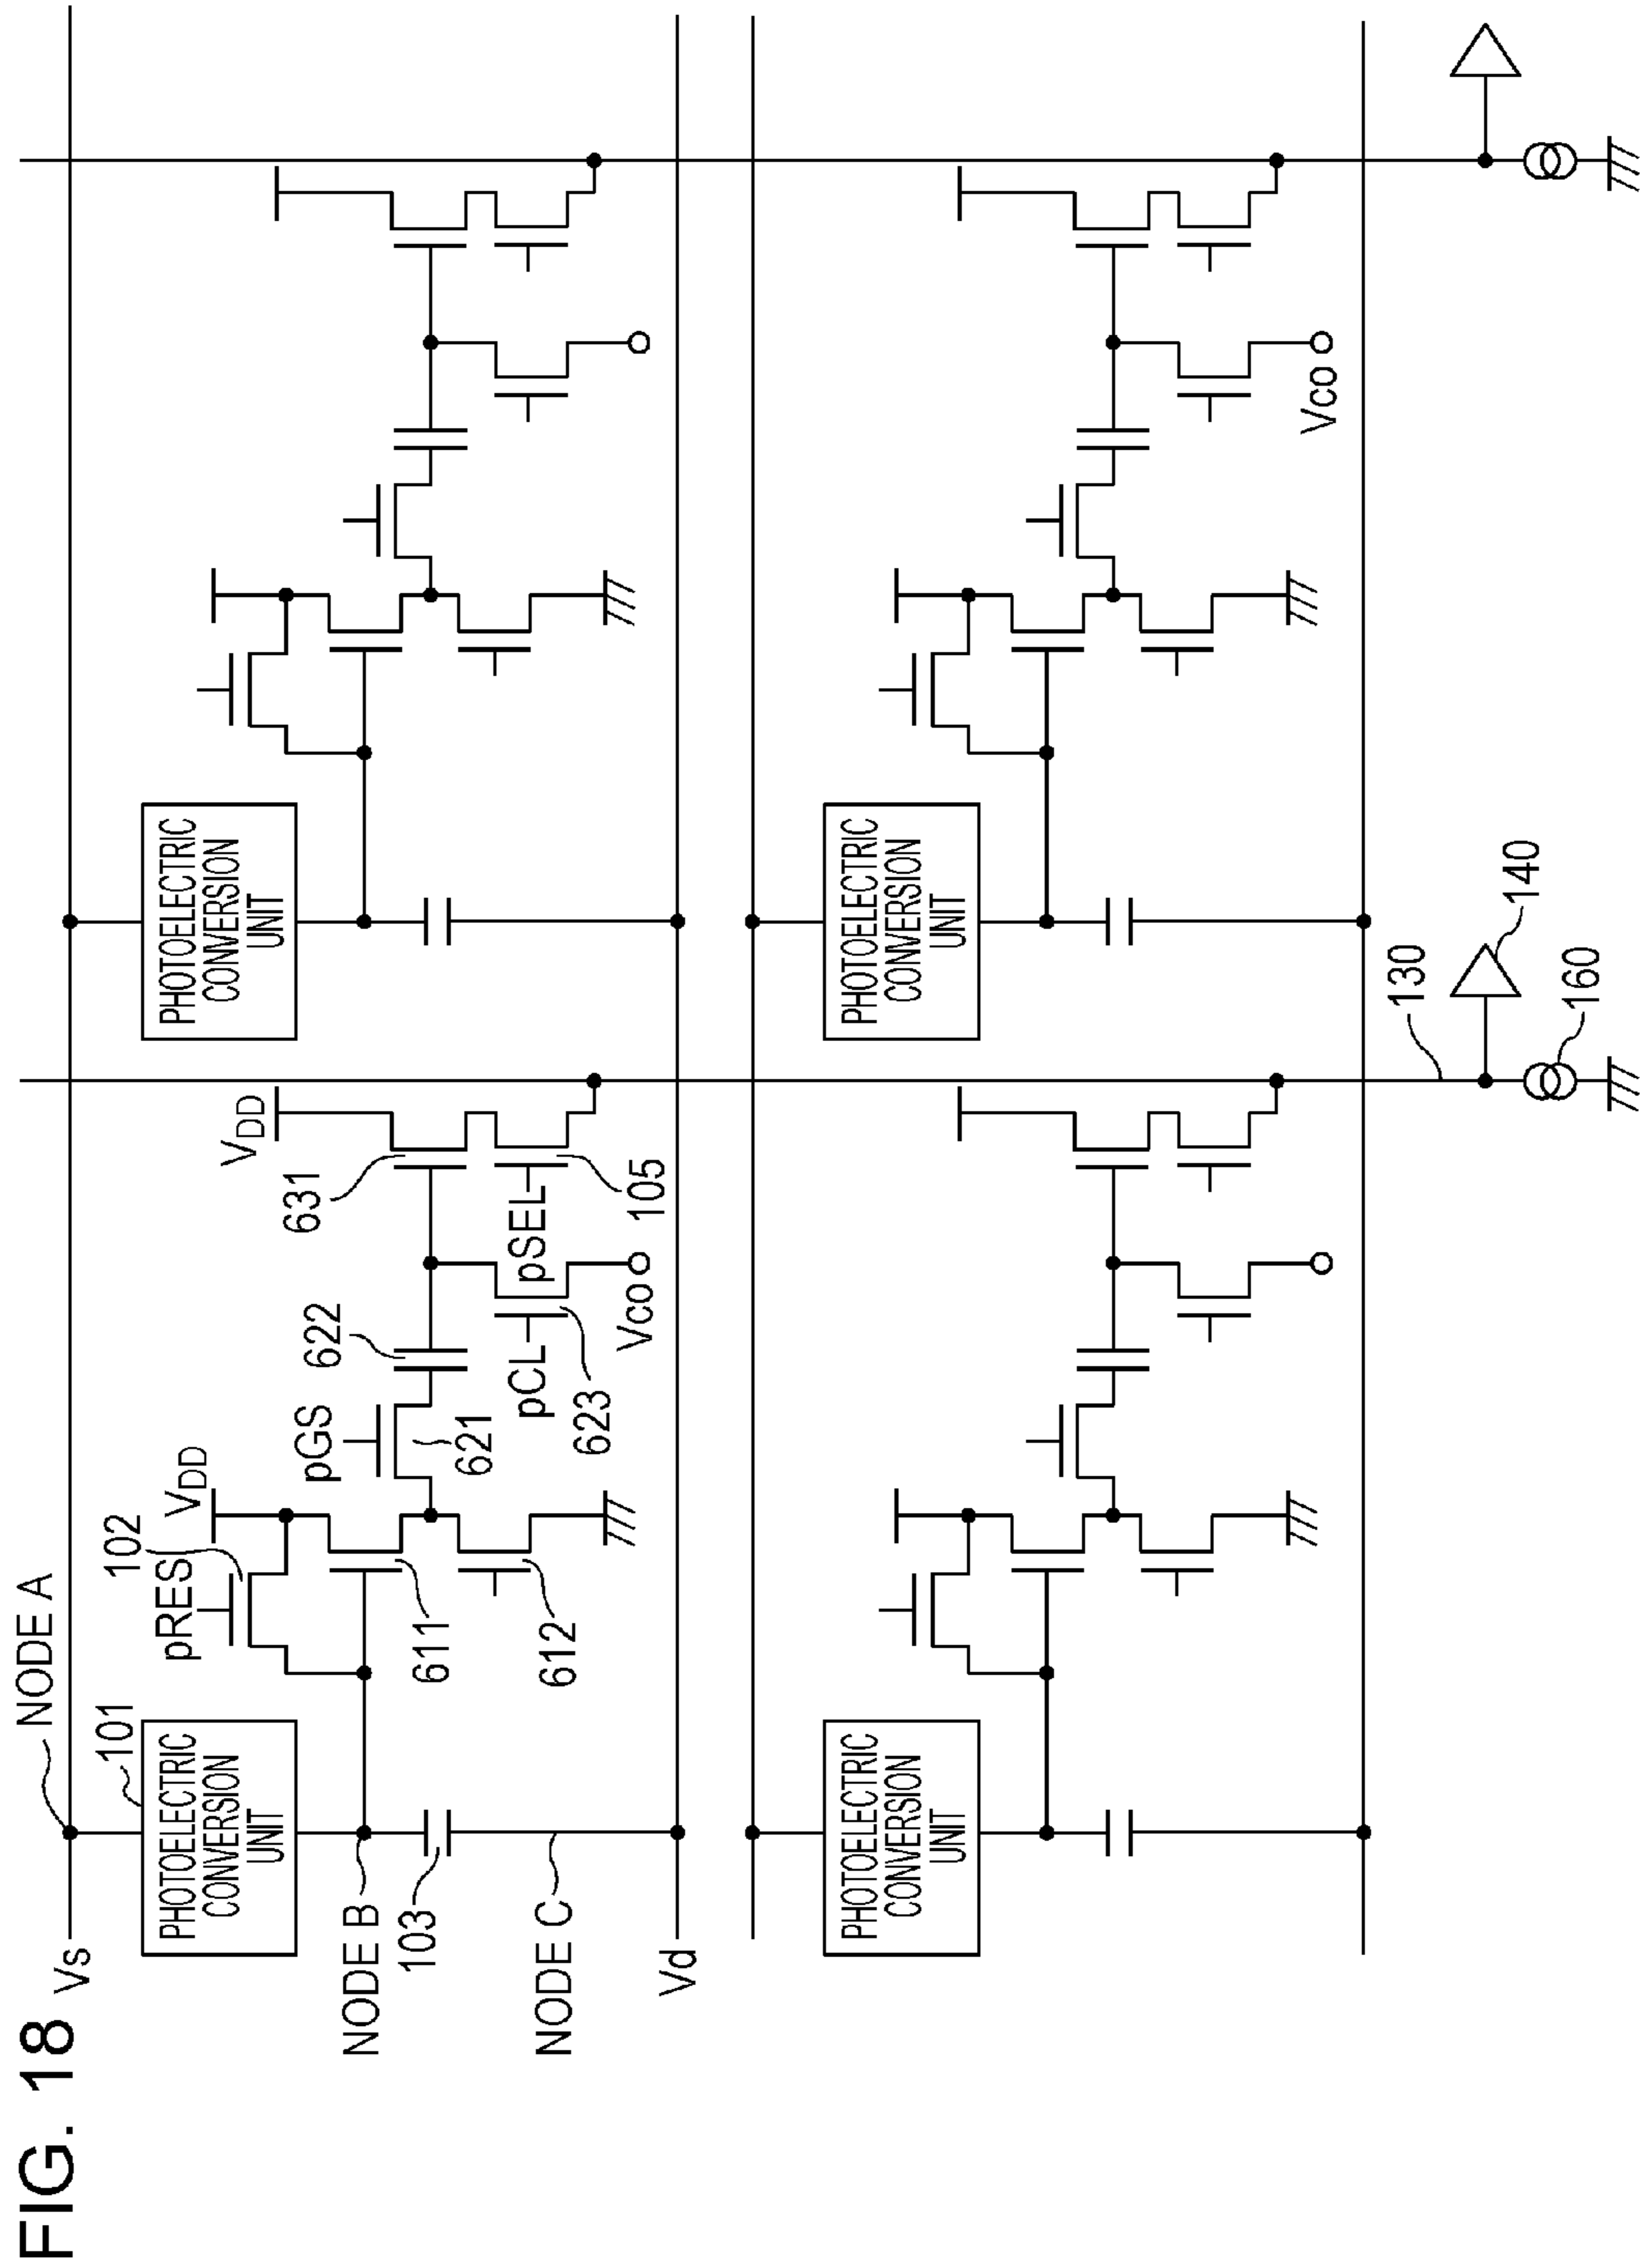 FIG. 18
Vs
NODE A
101
PHOTOELECTRIC
CONVERSION
UNIT
NODE B
103
NODE C
Vd
pRES
102
VDD
611
612
pGS
621
622
pCL
623
Vco
VDD
631
pSEL
105
PHOTOELECTRIC
CONVERSION
UNIT
PHOTOELECTRIC
CONVERSION
UNIT
PHOTOELECTRIC
CONVERSION
UNIT
Vco
130
140
160